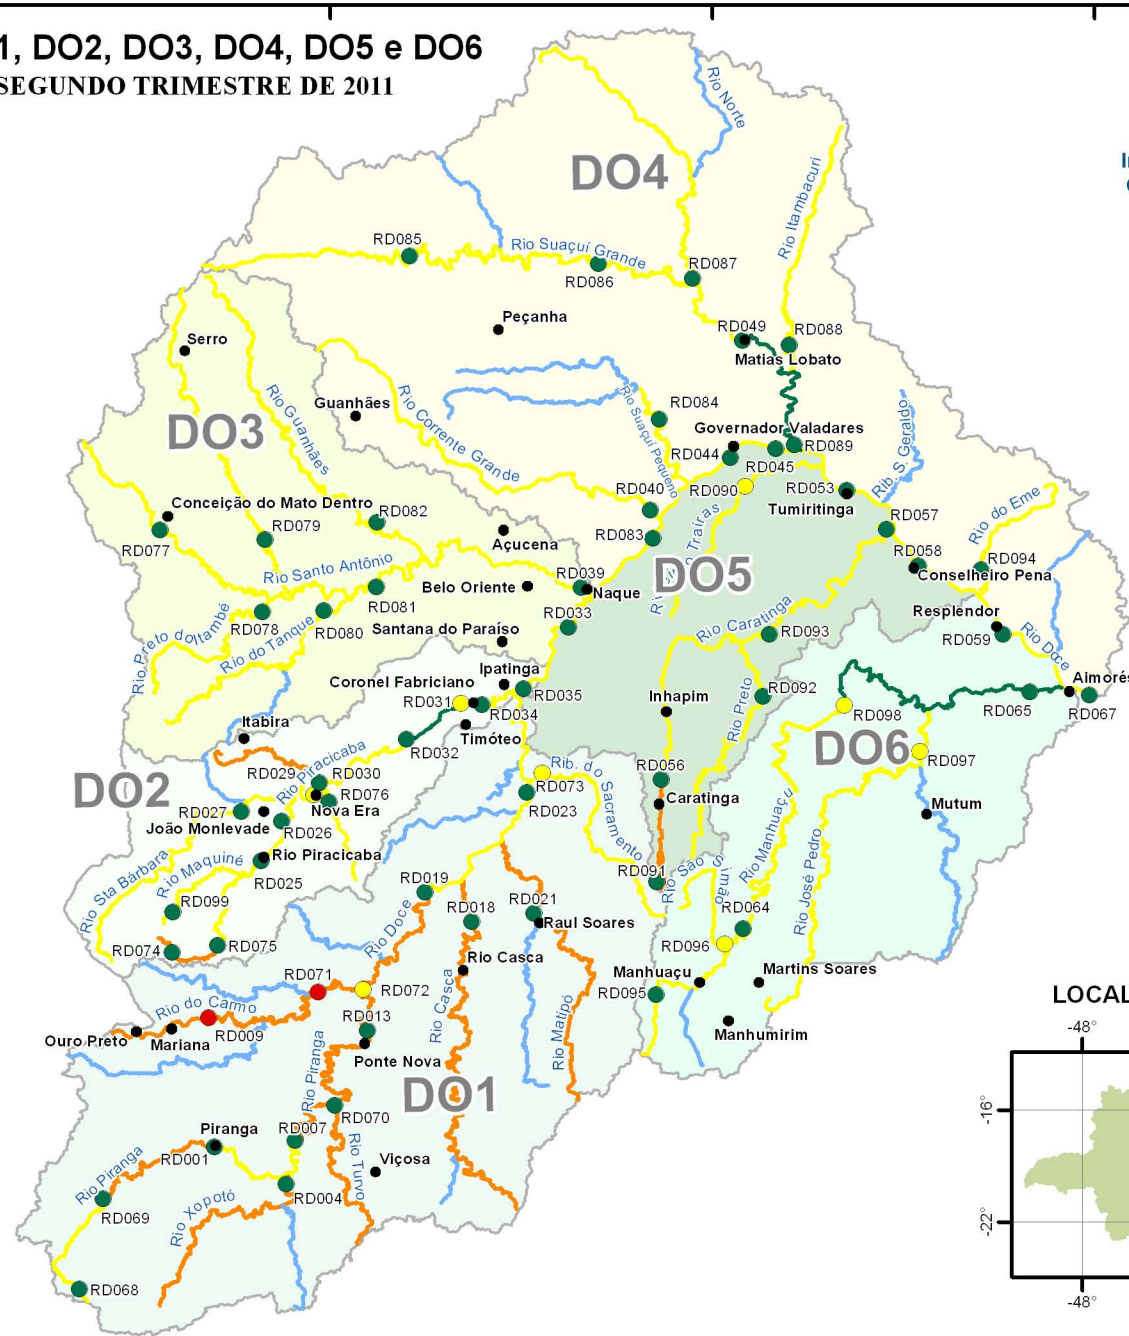 1, DO2, DO3, DO4, DO5 e DO6
SEGUNDO TRIMESTRE DE 2011
Rio Norte
DO4
Rio Itambacuri
RD085
Rio Suaçuí Grande
RD086
RD087
Peçanha
RD049
RD088
Matias Lobato
Serro
Guanhães
Rio Guanhães
Rio Corrente Grande
Rio Suaçuí Pequeno
RD084
Governador Valadares
RD044
RD089
RD045
Rib. S. Geraldo
DO3
Conceição do Mato Dentro
RD079
RD082
RD077
RD040
RD090
RD053
Tumiritinga
RD083
Traíras
RD057
Rio do Eme
Açucena
Rio Santo Antônio
RD058
RD094
Conselheiro Pena
DO5
Belo Oriente
RD039
Naque
RD081
RD033
Resplendor
RD059
Rio Doce
Rio Preto do Itambé
RD078
RD080
Rio do Tanque
Santana do Paraíso
Rio Caratinga
RD093
Ipatinga
Coronel Fabriciano
RD035
RD031
RD034
Timóteo
RD032
Inhapim
RD092
Rio Preto
Aimorés
RD065
RD067
RD098
DO6
RD097
Itabira
DO2
RD029
Rio Piracicaba
RD030
RD076
Nova Era
RD027
João Monlevade
RD026
Rib. do Sacramento
RD073
RD023
RD056
Caratinga
Mutum
Rio Piracicaba
RD025
Rio Maquiné
Rio Sta Bárbara
RD099
RD074
RD075
RD019
RD018
RD021
Raul Soares
RD091
Rio São Simão
Rio Manhuaçu
Rio José Pedro
RD064
RD096
Rio Doce
Rio Casca
RD071
RD072
RD013
Ponte Nova
Rio do Carmo
RD009
Ouro Preto
Mariana
Rio Casca
Rio Matipó
Manhuaçu
RD095
Martins Soares
Manhumirim
DO1
Rio Piranga
RD070
RD007
Piranga
RD001
Rio Turvo
Viçosa
Rio Piranga
RD069
RD004
Rio Xopotó
RD068
LOCAL
-48°
-16°
-22°
-48°